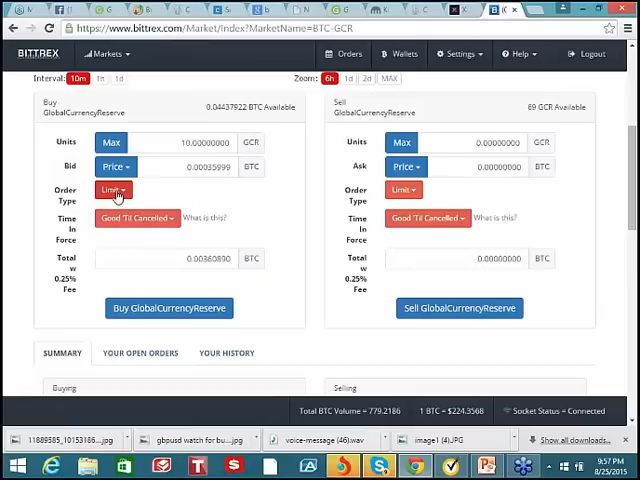 https://www.bittrex.com/Market/Index?MarketName=BTC-GCR
BITTREX
Markets
Orders
Wallets
Settings
Help
Logout
Interval: 10m 1h 1d
Zoom: 6h 1d 2d MAX
Buy
GlobalCurrencyReserve
0.04437922 BTC Available
Units
Max
10.00000000
GCR
Bid
Price
0.00035999
BTC
Order
Type
Limit
Time
In
Force
Good 'Til Cancelled
What is this?
Total
w
0.25%
Fee
0.00360890
BTC
Buy GlobalCurrencyReserve
Sell
GlobalCurrencyReserve
69 GCR Available
Units
Max
0.00000000
GCR
Ask
Price
0.00000000
BTC
Order
Type
Limit
Time
In
Force
Good 'Til Cancelled
What is this?
Total
w
0.25%
Fee
0.00000000
BTC
Sell GlobalCurrencyReserve
SUMMARY
YOUR OPEN ORDERS
YOUR HISTORY
Buying
Selling
Total BTC Volume = 779.2186
1 BTC = $224.3568
Socket Status = Connected
11889585_10153186....jpg
gbpusd watch for bu....jpg
voice-message (46).wav
image1 (4).JPG
Show all downloads...
9:57 PM
8/25/2015